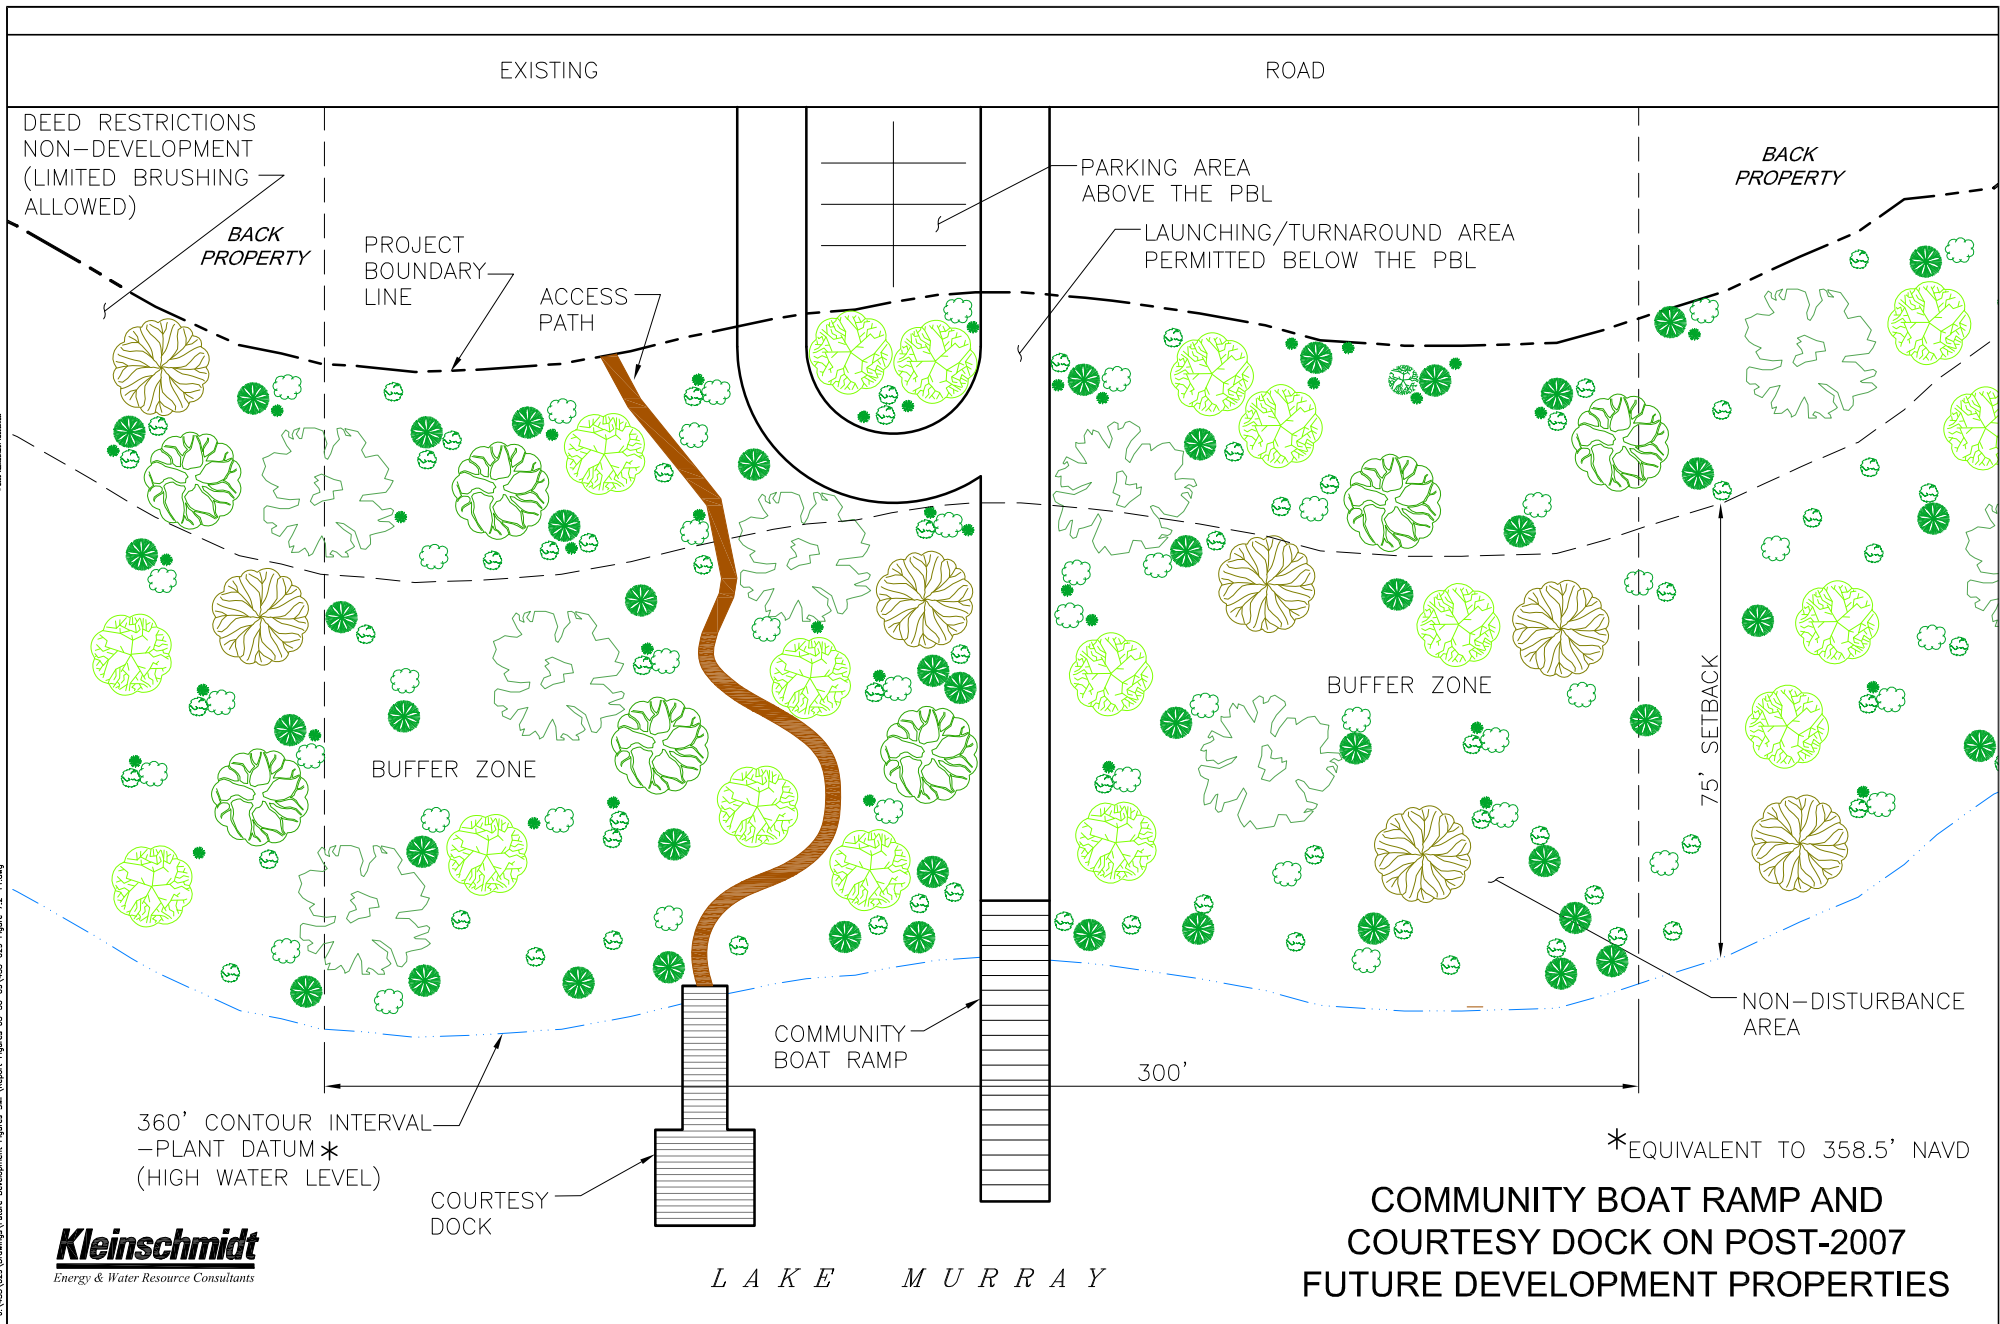 EXISTING
ROAD
DEED RESTRICTIONS
NON-DEVELOPMENT
(LIMITED BRUSHING
ALLOWED)
BACK
PROPERTY
PROJECT
BOUNDARY
LINE
ACCESS
PATH
PARKING AREA
ABOVE THE PBL
LAUNCHING/TURNAROUND AREA
PERMITTED BELOW THE PBL
BACK
PROPERTY
BUFFER ZONE
BUFFER ZONE
75' SETBACK
NON-DISTURBANCE
AREA
COMMUNITY
BOAT RAMP
300'
360' CONTOUR INTERVAL
-PLANT DATUM*
(HIGH WATER LEVEL)
COURTESY
DOCK
*EQUIVALENT TO 358.5' NAVD
COMMUNITY BOAT RAMP AND
COURTESY DOCK ON POST-2007
FUTURE DEVELOPMENT PROPERTIES
LAKE MURRAY
Kleinschmidt
Energy & Water Resource Consultants